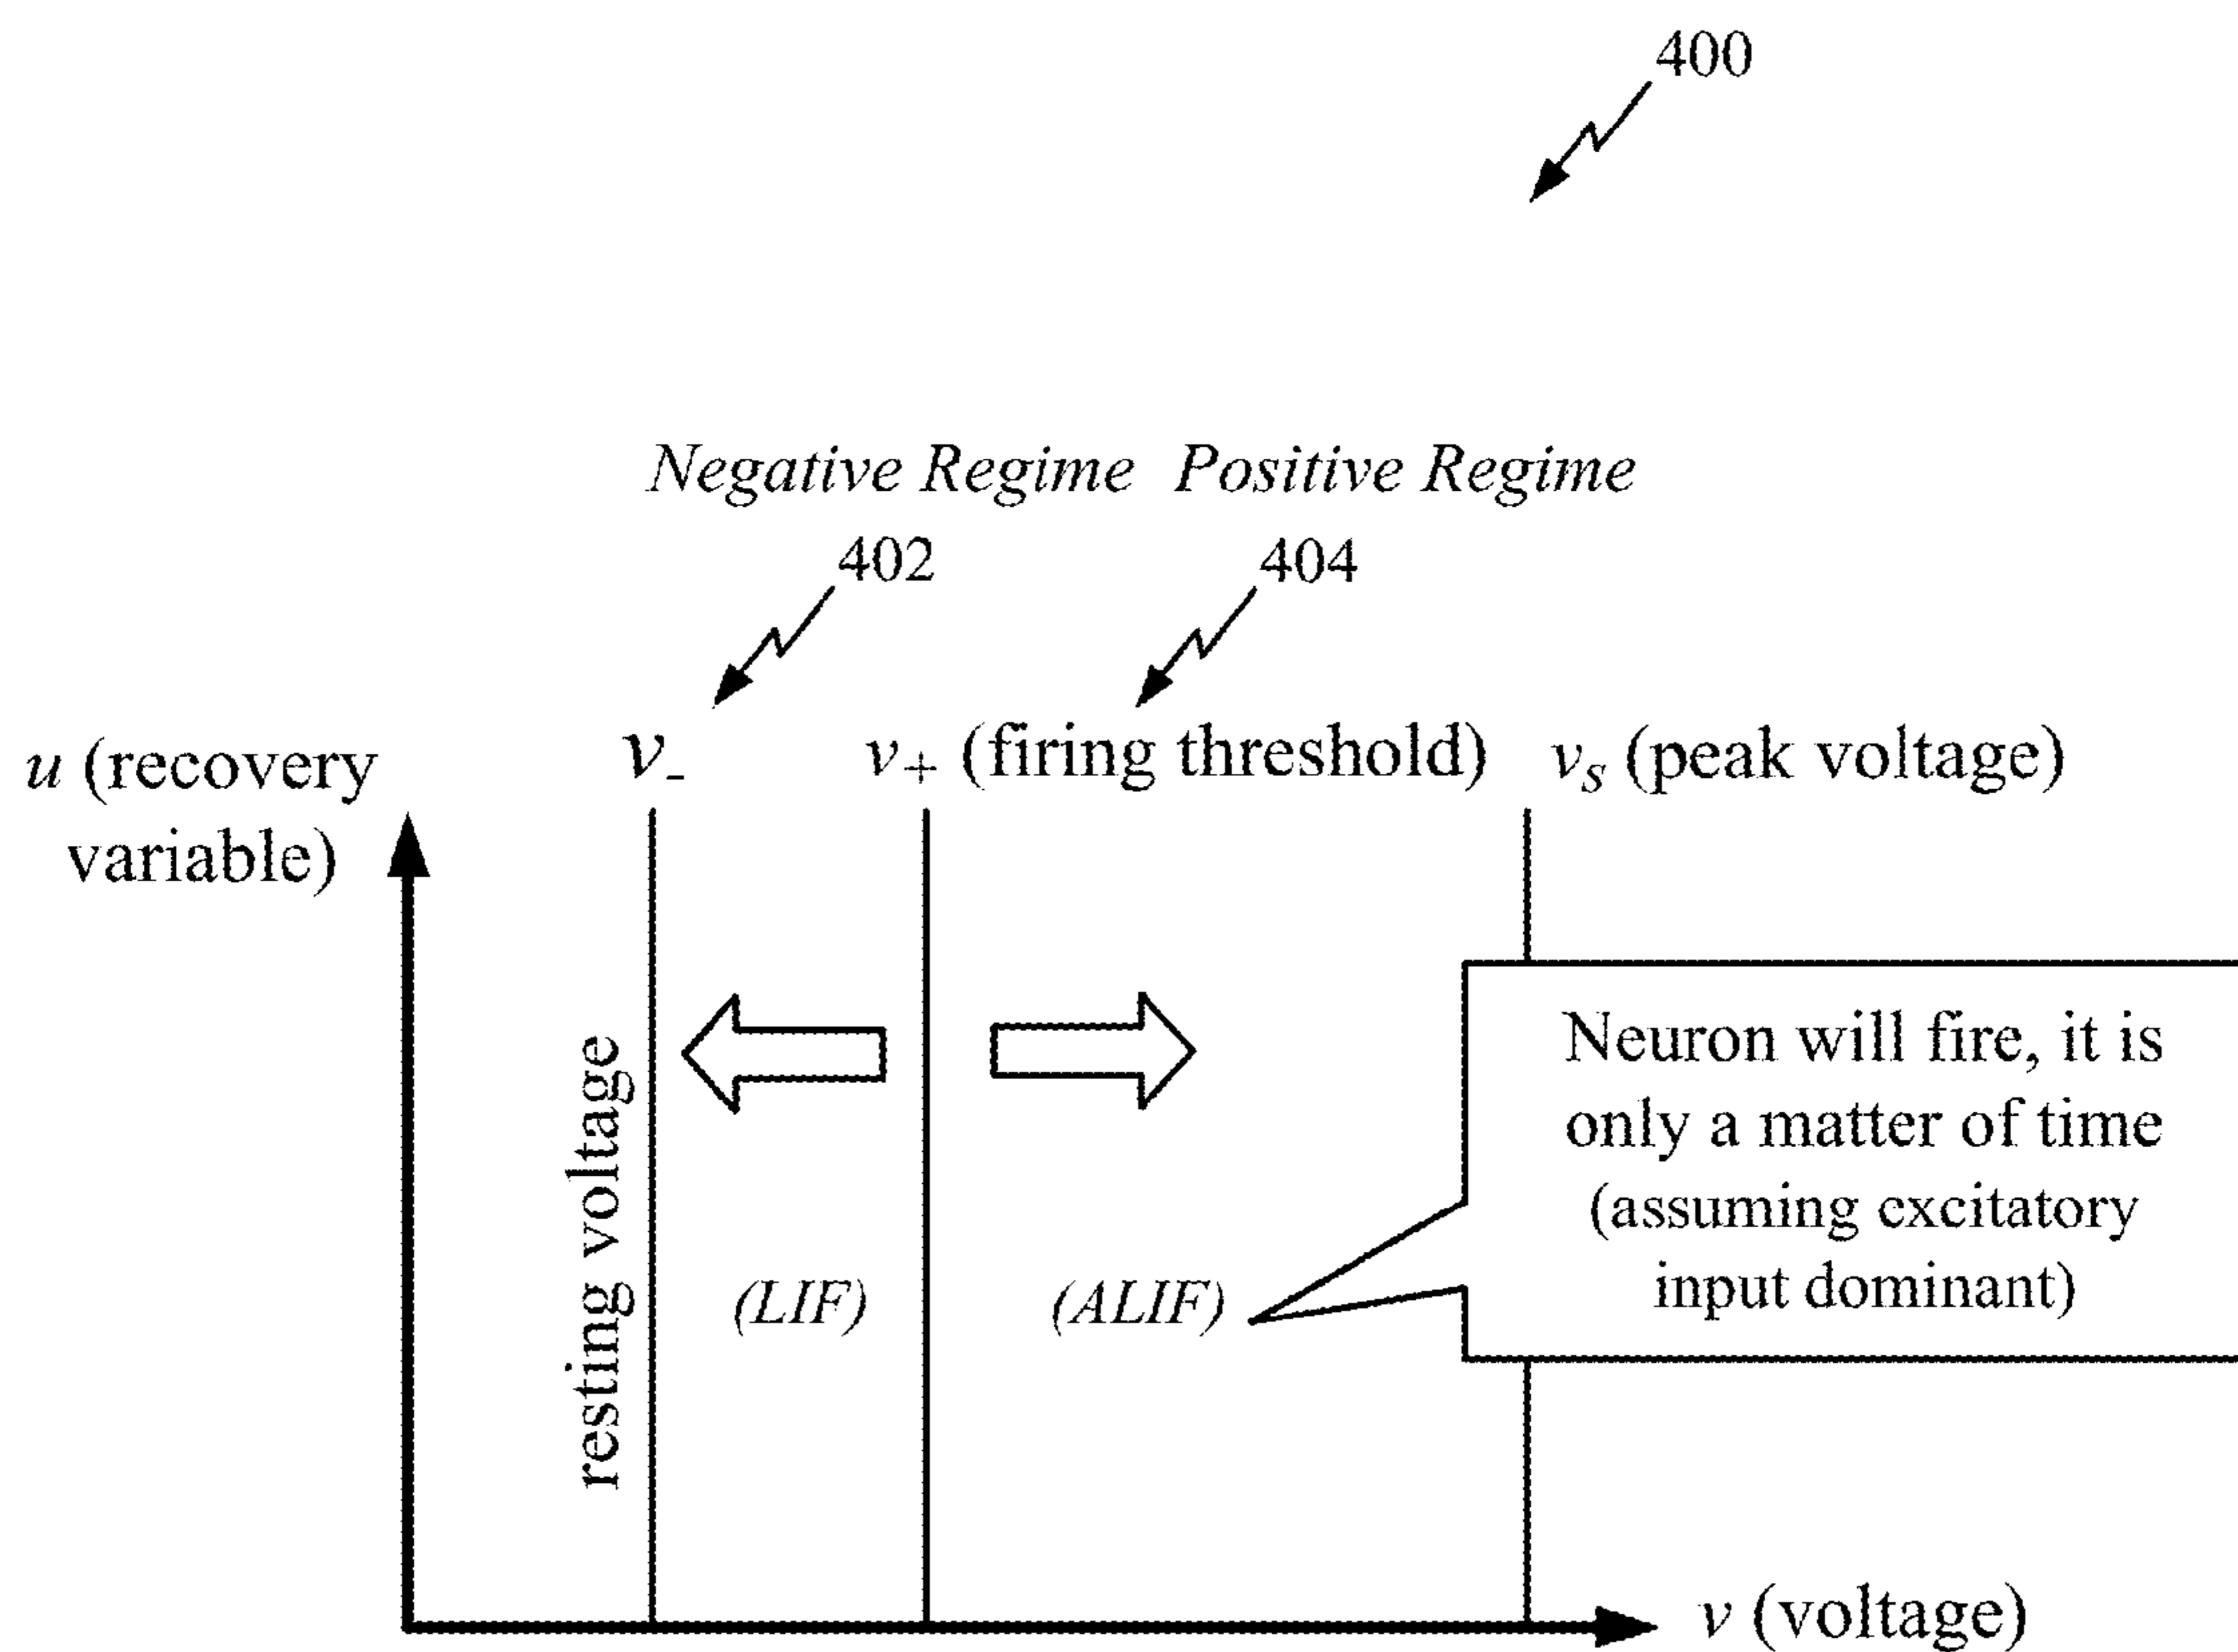 400
Negative Regime Positive Regime
402
404
u (recovery
variable)
v-
v+ (firing threshold)
vs (peak voltage)
resting voltage
(LIF)
(ALIF)
Neuron will fire, it is
only a matter of time
(assuming excitatory
input dominant)
v (voltage)